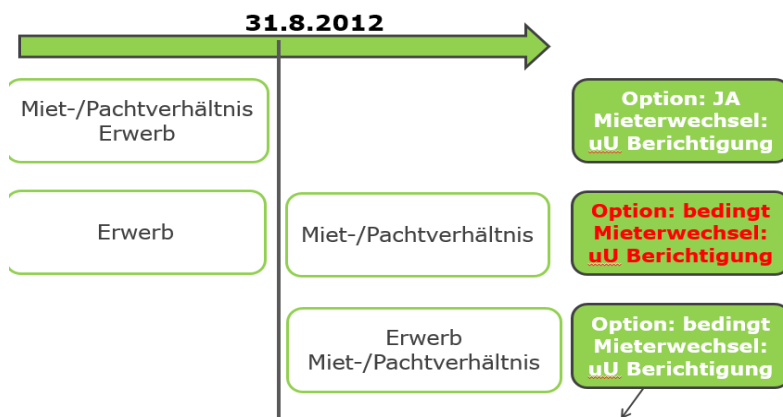 31.8.2012
Miet-/Pachtverhältnis
Erwerb
Option: JA
Mieterwechsel:
uU Berichtigung
Erwerb
Miet-/Pachtverhältnis
Option: bedingt
Mieterwechsel:
uU Berichtigung
Erwerb
Miet-/Pachtverhältnis
Option: bedingt
Mieterwechsel:
uU Berichtigung